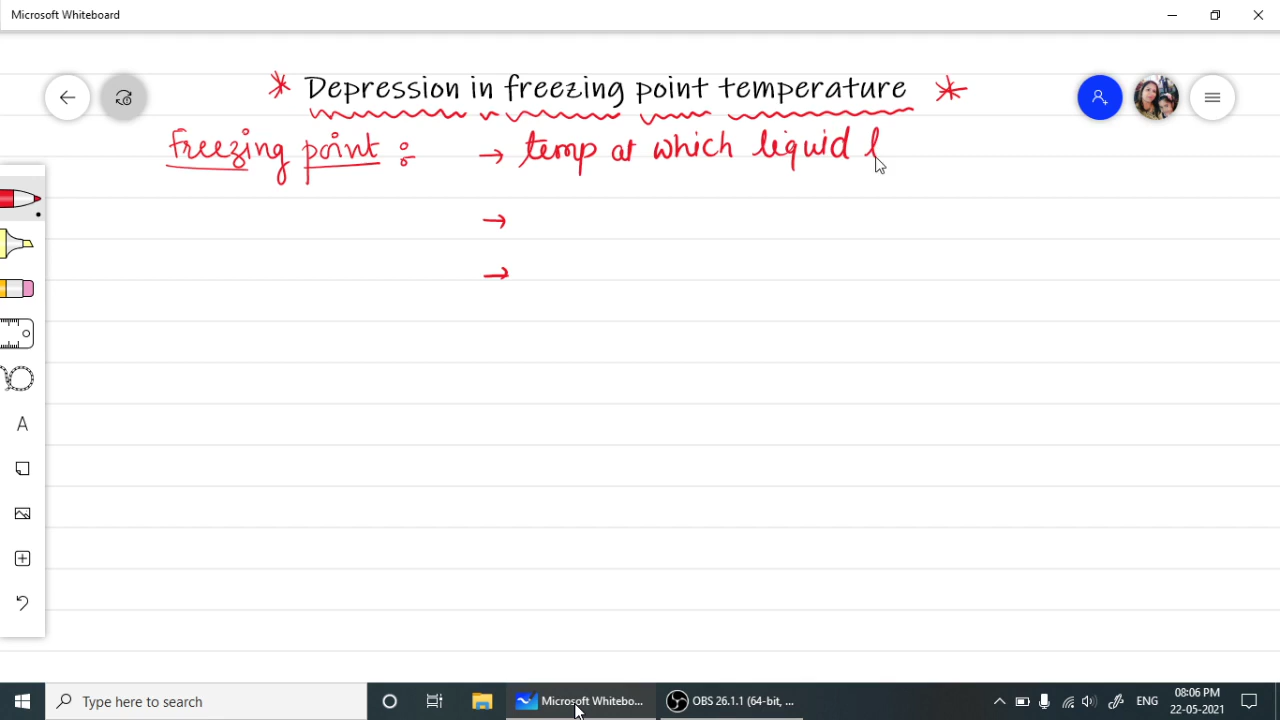 Microsoft Whiteboard
* Depression in freezing point temperature *
Freezing point : → temp at which liquid
→
→
A
Type here to search
Microsoft Whitebo...
OBS 26.1.1 (64-bit, ...
ENG
08:06 PM
22-05-2021